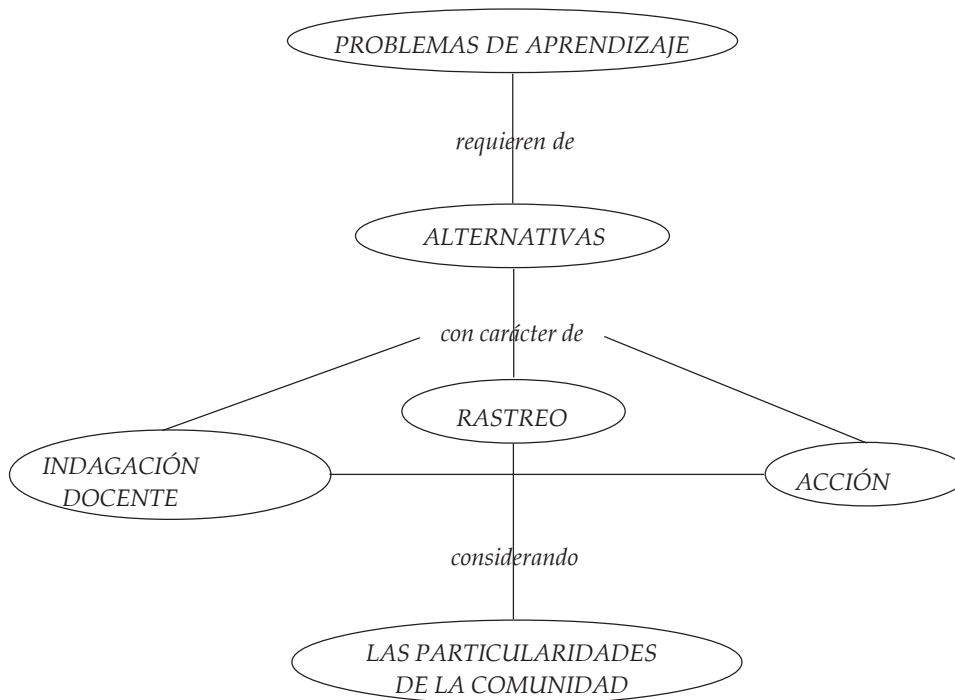 PROBLEMAS DE APRENDIZAJE
requieren de
ALTERNATIVAS
con carácter de
RASTREO
INDAGACIÓN
DOCENTE
ACCIÓN
considerando
LAS PARTICULARIDADES
DE LA COMUNIDAD